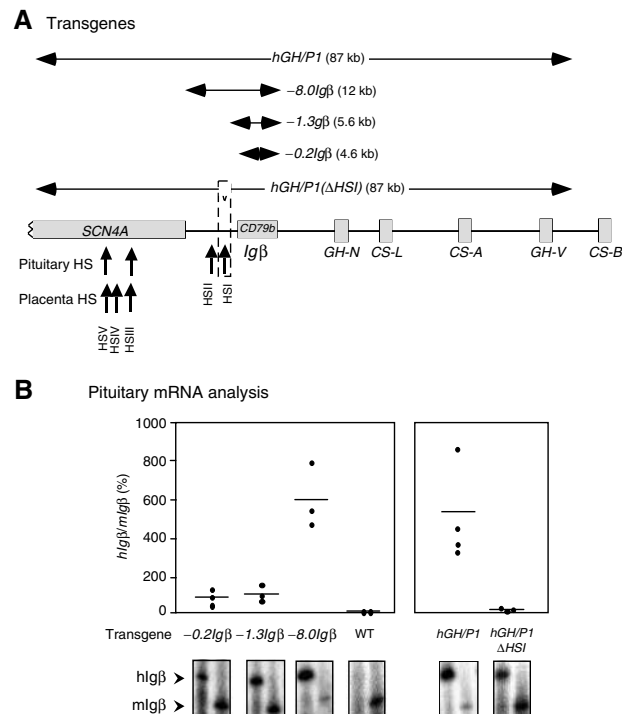 A Transgenes
hGH/P1 (87 kb)
−8.0Igβ (12 kb)
−1.3gβ (5.6 kb)
−0.2Igβ (4.6 kb)
hGH/P1(ΔHSI) (87 kb)
SCN4A CD79b
Igβ GH-N CS-L CS-A GH-V CS-B
Pituitary HS
Placenta HS
HSV HSIV HSIII HSII HSI
B Pituitary mRNA analysis
hIgβ/mIgβ (%)
1000
800
600
400
200
0
Transgene −0.2Igβ −1.3Igβ −8.0Igβ WT hGH/P1 hGH/P1
ΔHSI
hIgβ
mIgβ